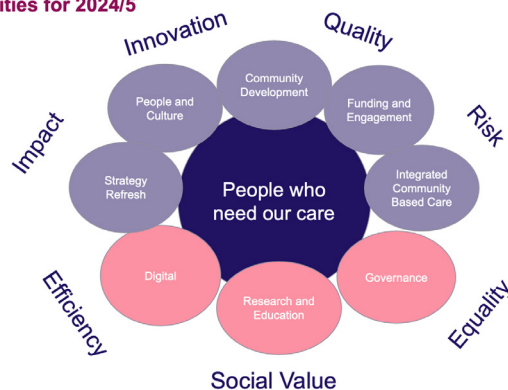 ities for 2024/5
Innovation
Quality
Impact
Risk
Community
Development
People and
Culture
Funding and
Engagement
Strategy
Refresh
People who
need our care
Integrated
Community
Based Care
Digital
Research and
Education
Governance
Efficiency
Equality
Social Value